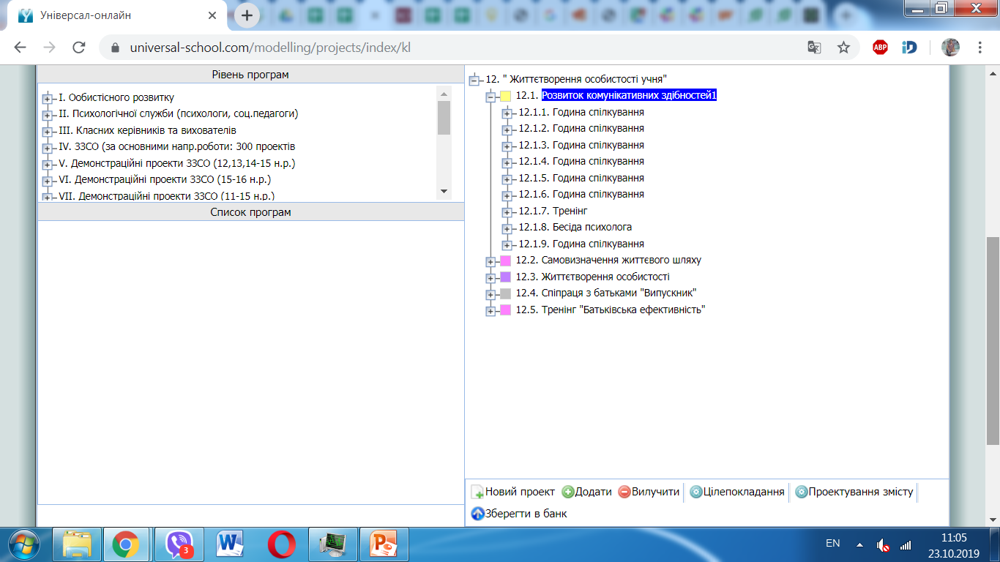 Універсал-онлайн
universal-school.com/modelling/projects/index/kl
ABP
Рівень програм
I. Ообистісного розвитку
II. Психологічної служби (психологи, соц.педагоги)
III. Класних керівників та вихователів
IV. ЗЗСО (за основними напр.роботи: 300 проектів
V. Демонстраційні проекти ЗЗСО (12,13,14-15 н.р.)
VI. Демонстраційні проекти ЗЗСО (15-16 н.р.)
VII. Демонстраційні проекти ЗЗСО (11-15 н.р.)
Список програм
12. " Життєтворення особистості учня"
12.1. Розвиток комунікативних здібностей1
12.1.1. Година спілкування
12.1.2. Година спілкування
12.1.3. Година спілкування
12.1.4. Година спілкування
12.1.5. Година спілкування
12.1.6. Година спілкування
12.1.7. Тренінг
12.1.8. Бесіда психолога
12.1.9. Година спілкування
12.2. Самовизначення життєвого шляху
12.3. Життєтворення особистості
12.4. Спіпраця з батьками "Випускник"
12.5. Тренінг "Батьківська ефективність"
Новий проект Додати Вилучити Цілепокладання Проектування змісту
Зберегти в банк
3
EN
11:05
23.10.2019